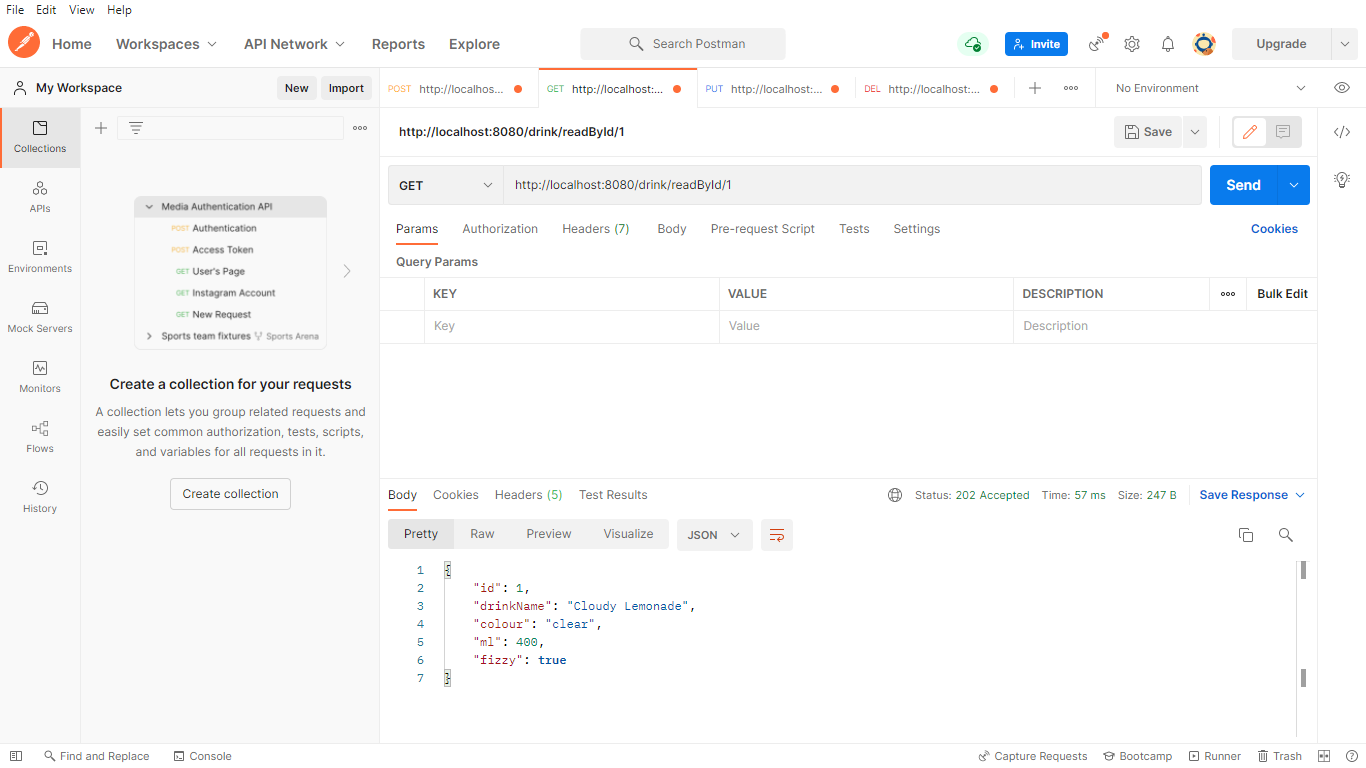 File Edit View Help
Home Workspaces API Network Reports Explore Search Postman Invite Upgrade
My Workspace New Import
POST http://localhos... GET http://localhost:... PUT http://localhost:... DEL http://localhost:... No Environment
Collections
APIs
Environments
Mock Servers
Monitors
Flows
History
Media Authentication API
POST Authentication
POST Access Token
GET User's Page
GET Instagram Account
GET New Request
Sports team fixtures Sports Arena
Create a collection for your requests
A collection lets you group related requests and
easily set common authorization, tests, scripts,
and variables for all requests in it.
Create collection
http://localhost:8080/drink/readById/1 Save
GET http://localhost:8080/drink/readById/1 Send
Params Authorization Headers (7) Body Pre-request Script Tests Settings Cookies
Query Params
KEY VALUE DESCRIPTION Bulk Edit
Key Value Description
Body Cookies Headers (5) Test Results Status: 202 Accepted Time: 57 ms Size: 247 B Save Response
Pretty Raw Preview Visualize JSON
1 {
2 "id": 1,
3 "drinkName": "Cloudy Lemonade",
4 "colour": "clear",
5 "ml": 400,
6 "fizzy": true
7 }
Find and Replace Console Capture Requests Bootcamp Runner Trash